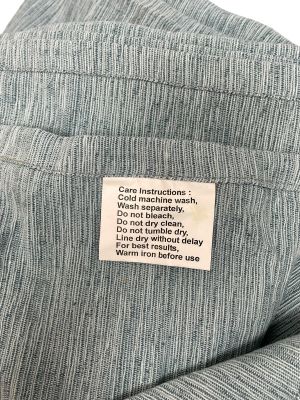 Care Instructions :
Cold machine wash,
Wash separately,
Do not bleach,
Do not dry clean,
Do not tumble dry,
Line dry without delay
For best results,
Warm iron before use